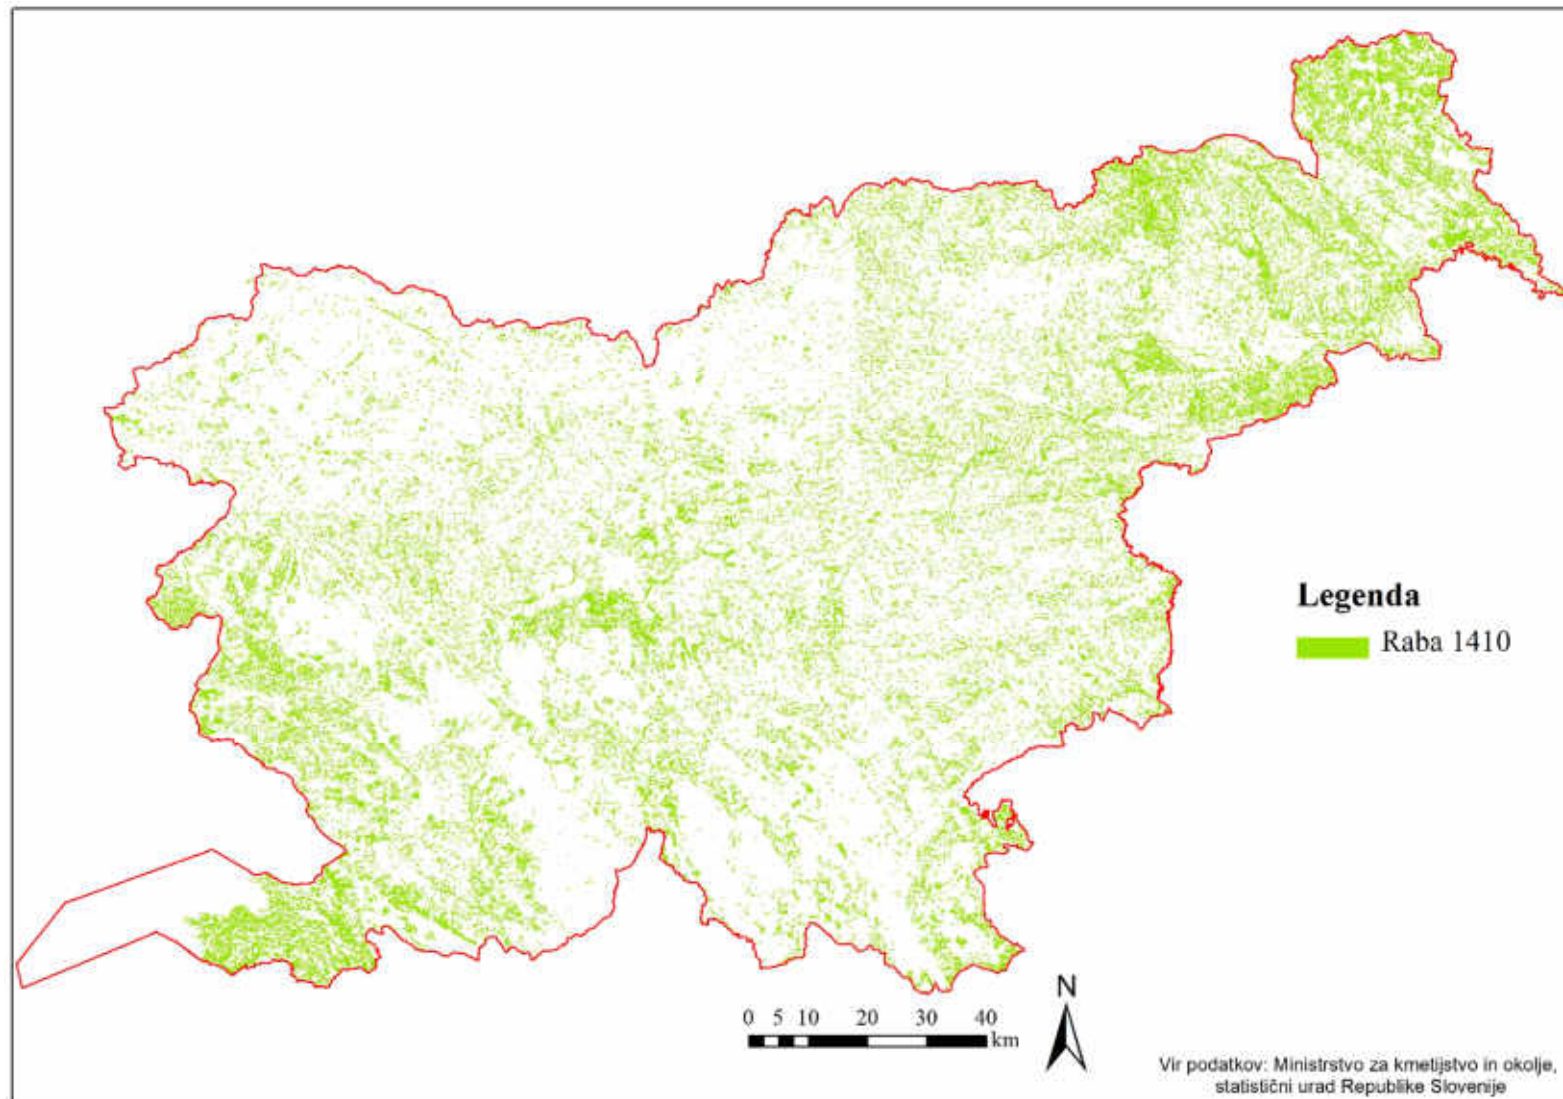 Legenda
Raba 1410
0 5 10 20 30 40
km
N
Vir podatkov: Ministrstvo za kmetijstvo in okolje,
statistični urad Republike Slovenije